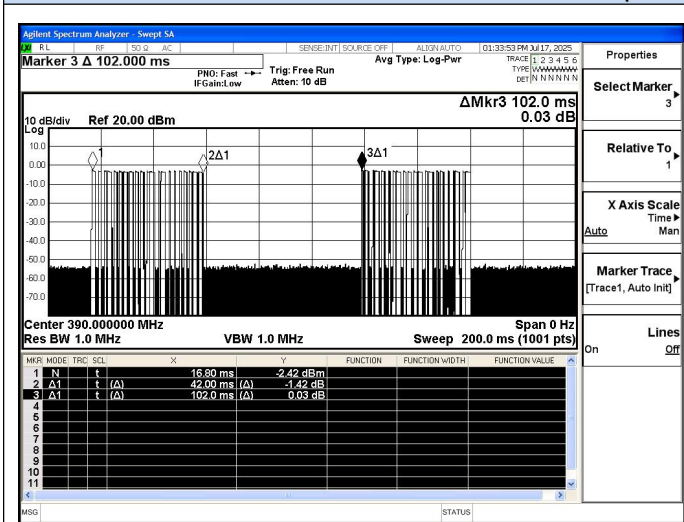 Agilent Spectrum Analyzer - Swept SA
RL RF 50 Ω AC SENSE:INT SOURCE OFF ALIGN AUTO 01:33:53 PM Jul 17, 2025
Marker 3 Δ 102.000 ms
PNO: Fast Trig: Free Run Avg Type: Log-Pwr TRACE 1 2 3 4 5 6
IFGain:Low Atten: 10 dB TYPE WWWWWW
DET N N N N N N
ΔMkr3 102.0 ms
0.03 dB
10 dB/div Ref 20.00 dBm
Log
10.0
0.00
-10.0
-20.0
-30.0
-40.0
-50.0
-60.0
-70.0
1
2Δ1
3Δ1
Center 390.000000 MHz Span 0 Hz
Res BW 1.0 MHz VBW 1.0 MHz Sweep 200.0 ms (1001 pts)
MKR MODE TRC SCL X Y FUNCTION FUNCTION WIDTH FUNCTION VALUE
1 N t 16.80 ms -2.42 dBm
2 Δ1 t (Δ) 42.00 ms (Δ) -1.42 dB
3 Δ1 t (Δ) 102.0 ms (Δ) 0.03 dB
4
5
6
7
8
9
10
11
MSG STATUS
Properties
Select Marker
3
Relative To
1
X Axis Scale
Time
Auto Man
Marker Trace
[Trace1, Auto Init]
Lines
On Off